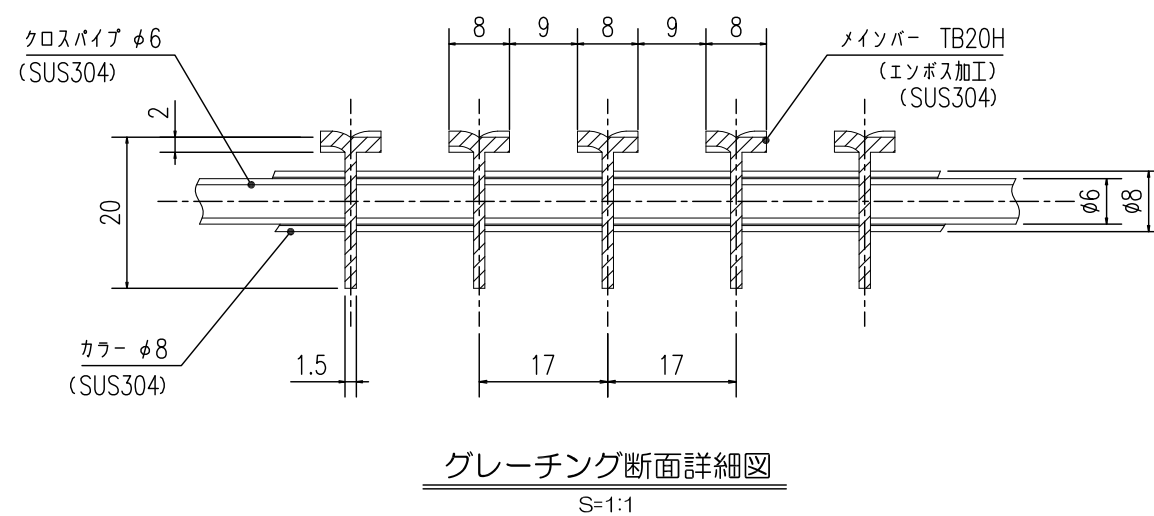 8 9 8 9 8
クロスパイプ φ6
(SUS304)
メインバー TB20H
(エンボス加工)
(SUS304)
2
20
φ6
φ8
カラー φ8
(SUS304)
1.5
17
17
グレーチング断面詳細図
S=1:1